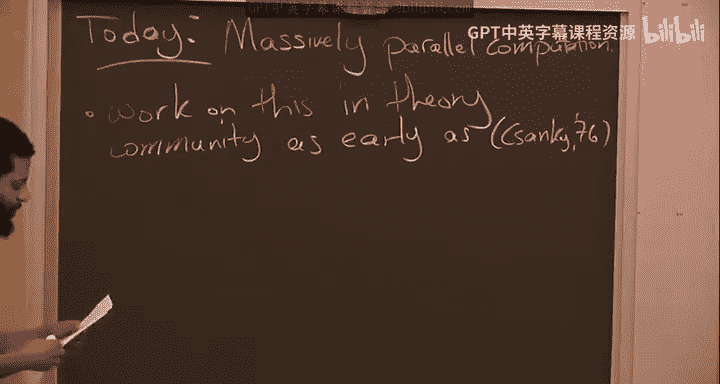 GPT中英字幕课程资源 bilibili
Today: Massively parallel computation.
• work on this in theory
community as early as (Csanky,'76)